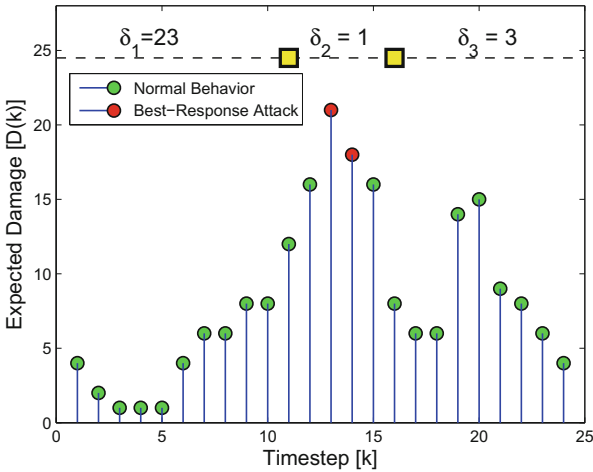 δ₁=23 δ₂ = 1 δ₃ = 3
Normal Behavior
Best-Response Attack
Expected Damage [D(k)]
25
20
15
10
5
0
0 5 10 15 20 25
Timestep [k]